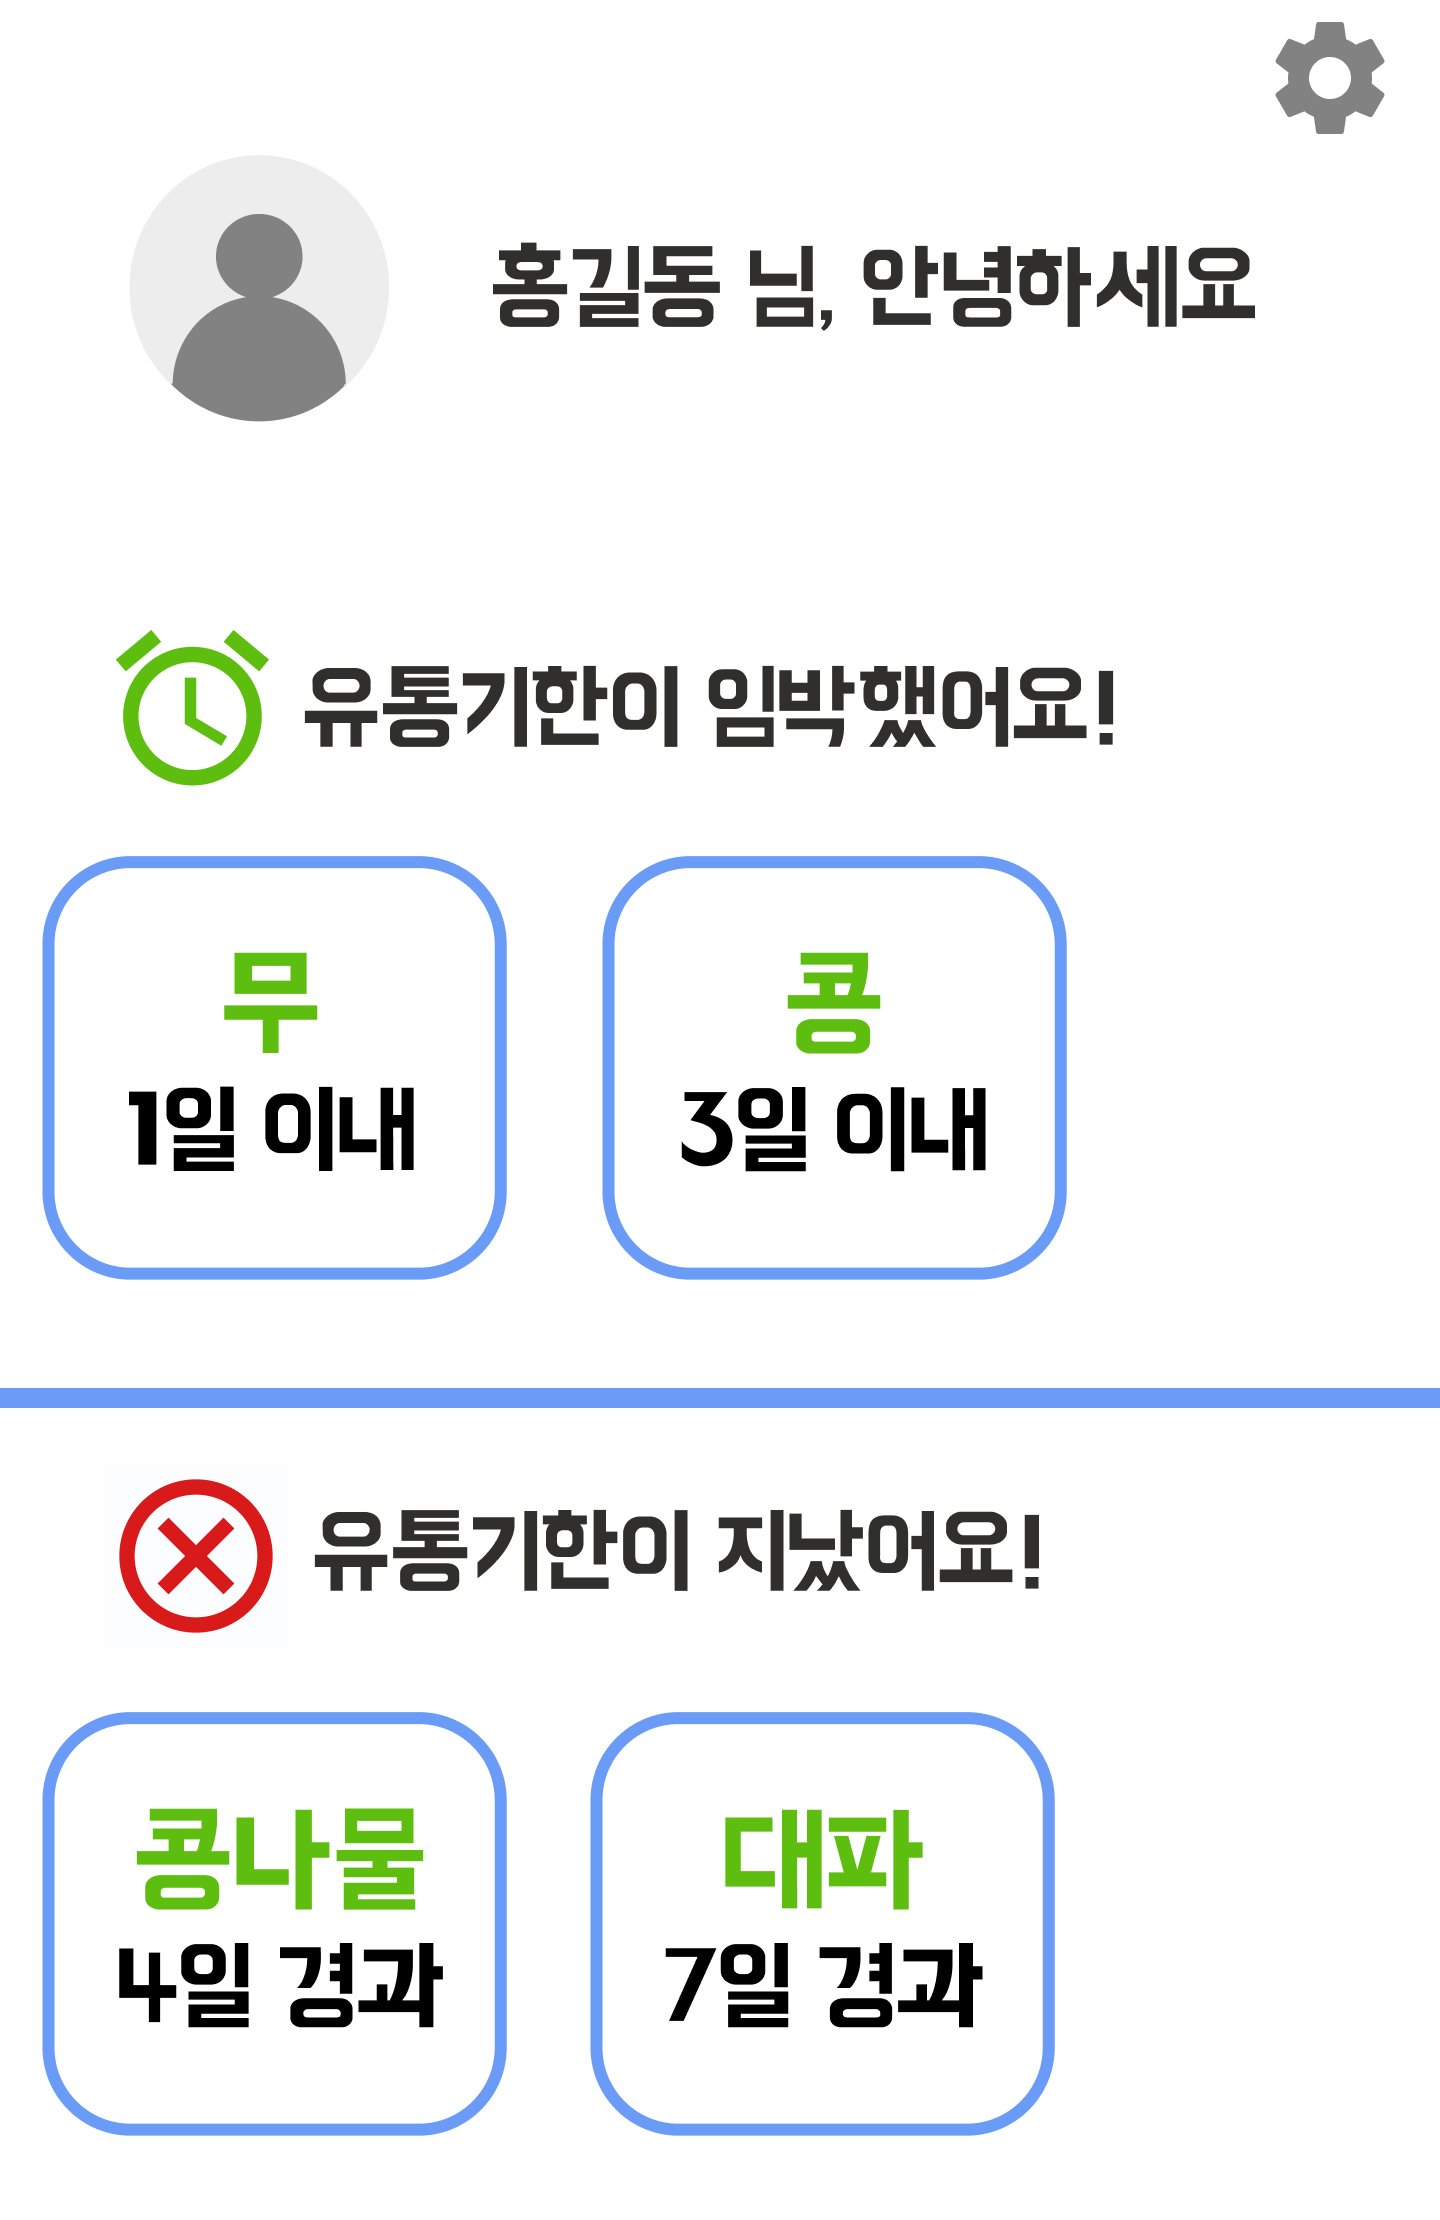 홍길동 님, 안녕하세요
유통기한이 임박했어요!
무
1일 이내
콩
3일 이내
유통기한이 지났어요!
콩나물
4일 경과
대파
7일 경과